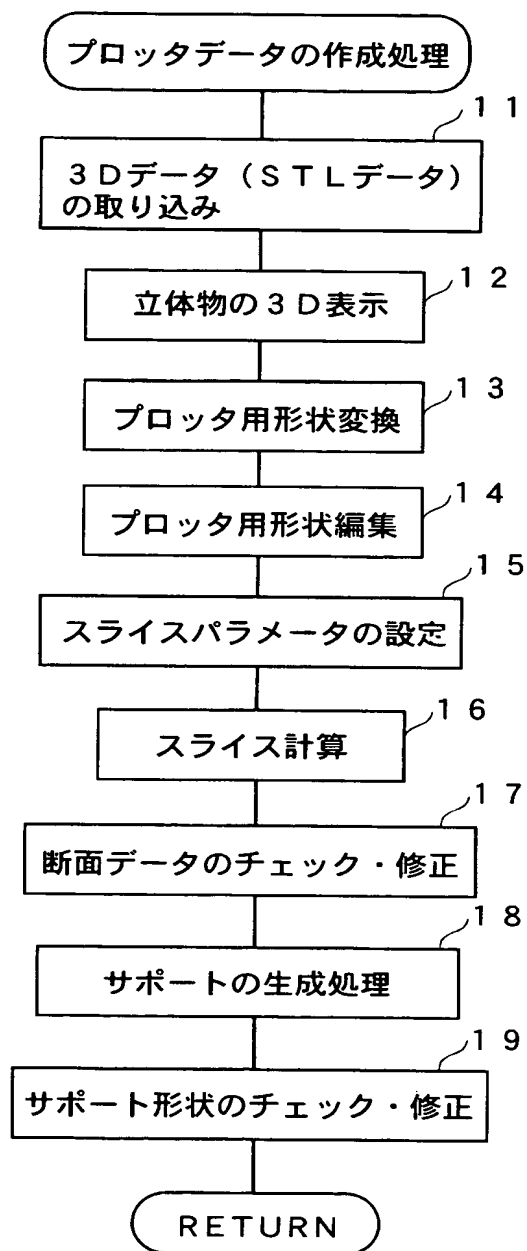 プロッタデータの作成処理
１１
３Ｄデータ（ＳＴＬデータ）
の取り込み
１２
立体物の３Ｄ表示
１３
プロッタ用形状変換
１４
プロッタ用形状編集
１５
スライスパラメータの設定
１６
スライス計算
１７
断面データのチェック・修正
１８
サポートの生成処理
１９
サポート形状のチェック・修正
ＲＥＴＵＲＮ